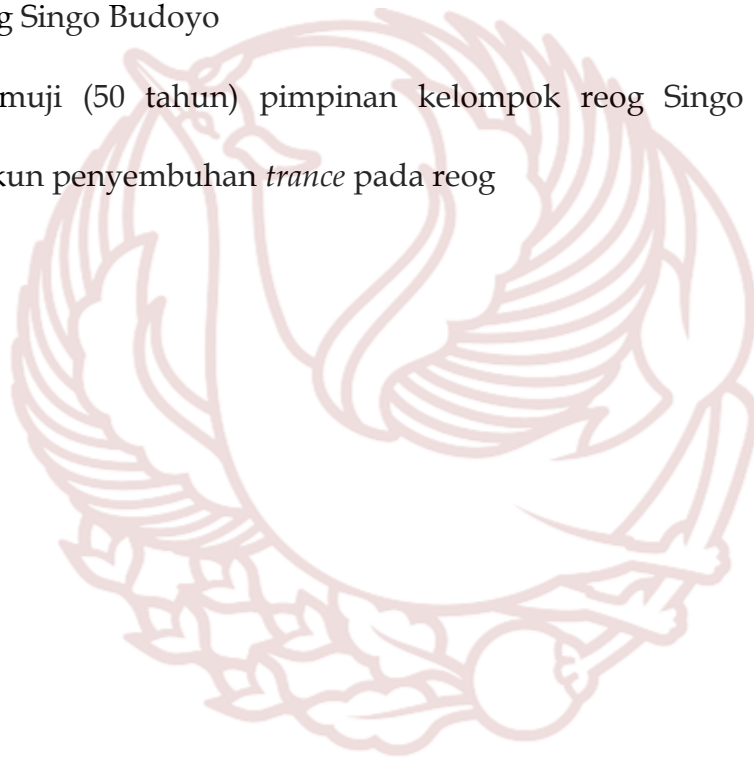 g Singo Budoyo
muji (50 tahun) pimpinan kelompok reog Singo
kun penyembuhan trance pada reog